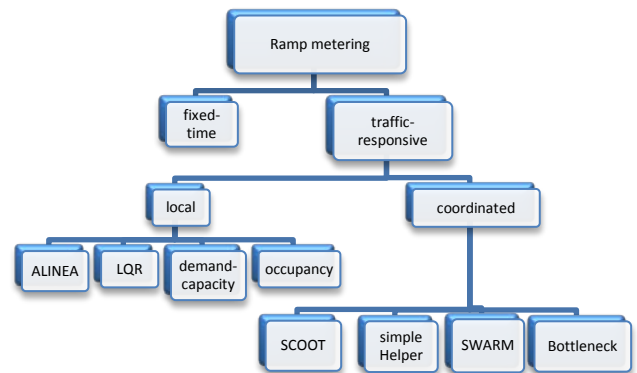 Ramp metering
fixed-
time
traffic-
responsive
local
coordinated
ALINEA
LQR
demand-
capacity
occupancy
SCOOT
simple
Helper
SWARM
Bottleneck